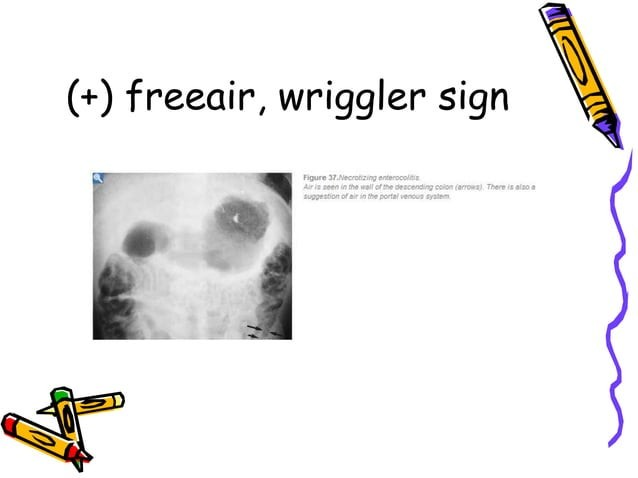 (+) freeair, wriggler sign
Figure 37.Necrotizing enterocolitis.
Air is seen in the wall of the descending colon (arrows). There is also a
suggestion of air in the portal venous system.